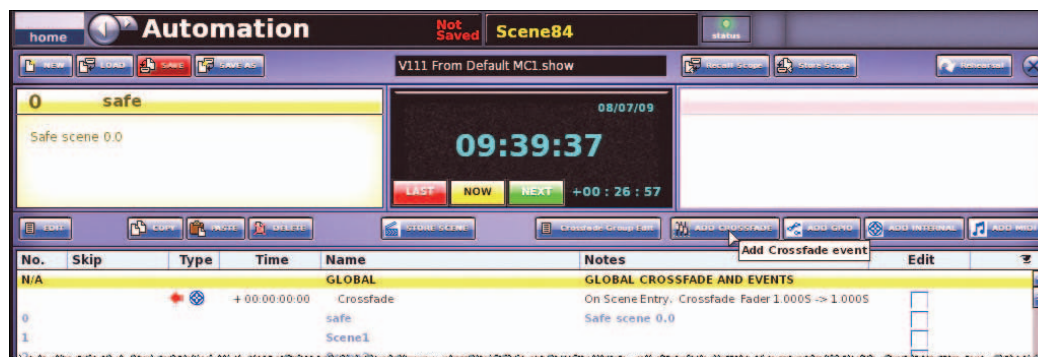 home Automation Not Saved Scene84 status
NEW LOAD SAVE SAVE AS V111 From Default MC1.show Recall Scope Store Scope Rehearsal
0 safe
Safe scene 0.0
08/07/09
09:39:37
LAST NOW NEXT +00 : 26 : 57
EDIT COPY PASTE DELETE STORE SCENE Crossfade Group Edit ADD CROSSFADE ADD GPIO ADD INTERNAL ADD MIDI
Add Crossfade event
No. Skip Type Time Name Notes Edit
N/A GLOBAL GLOBAL CROSSFADE AND EVENTS
+ 00:00:00:00 Crossfade On Scene Entry. Crossfade Fader 1.000S -> 1.000S
0 safe Safe scene 0.0
1 Scene1